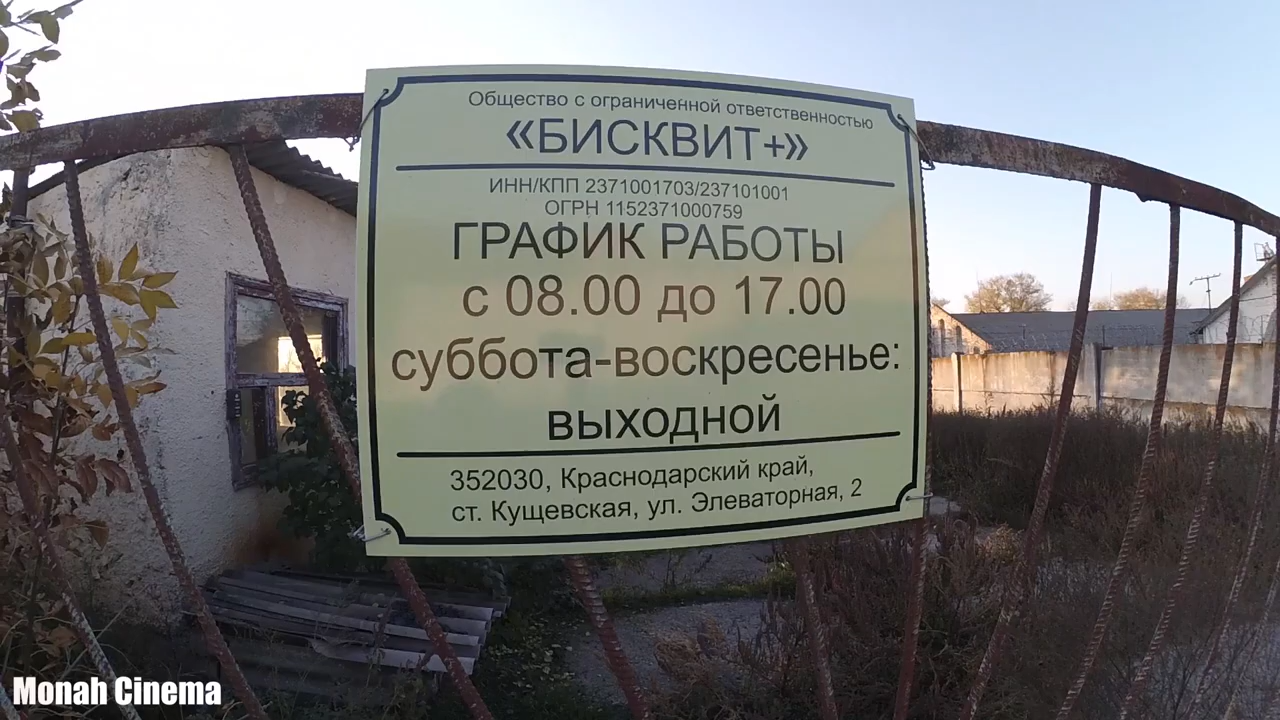 Общество с ограниченной ответственностью
«БИСКВИТ+»
ИНН/КПП 2371001703/237101001
ОГРН 1152371000759
ГРАФИК РАБОТЫ
с 08.00 до 17.00
суббота-воскресенье:
выходной
352030, Краснодарский край,
ст. Кущевская, ул. Элеваторная, 2
Monah Cinema